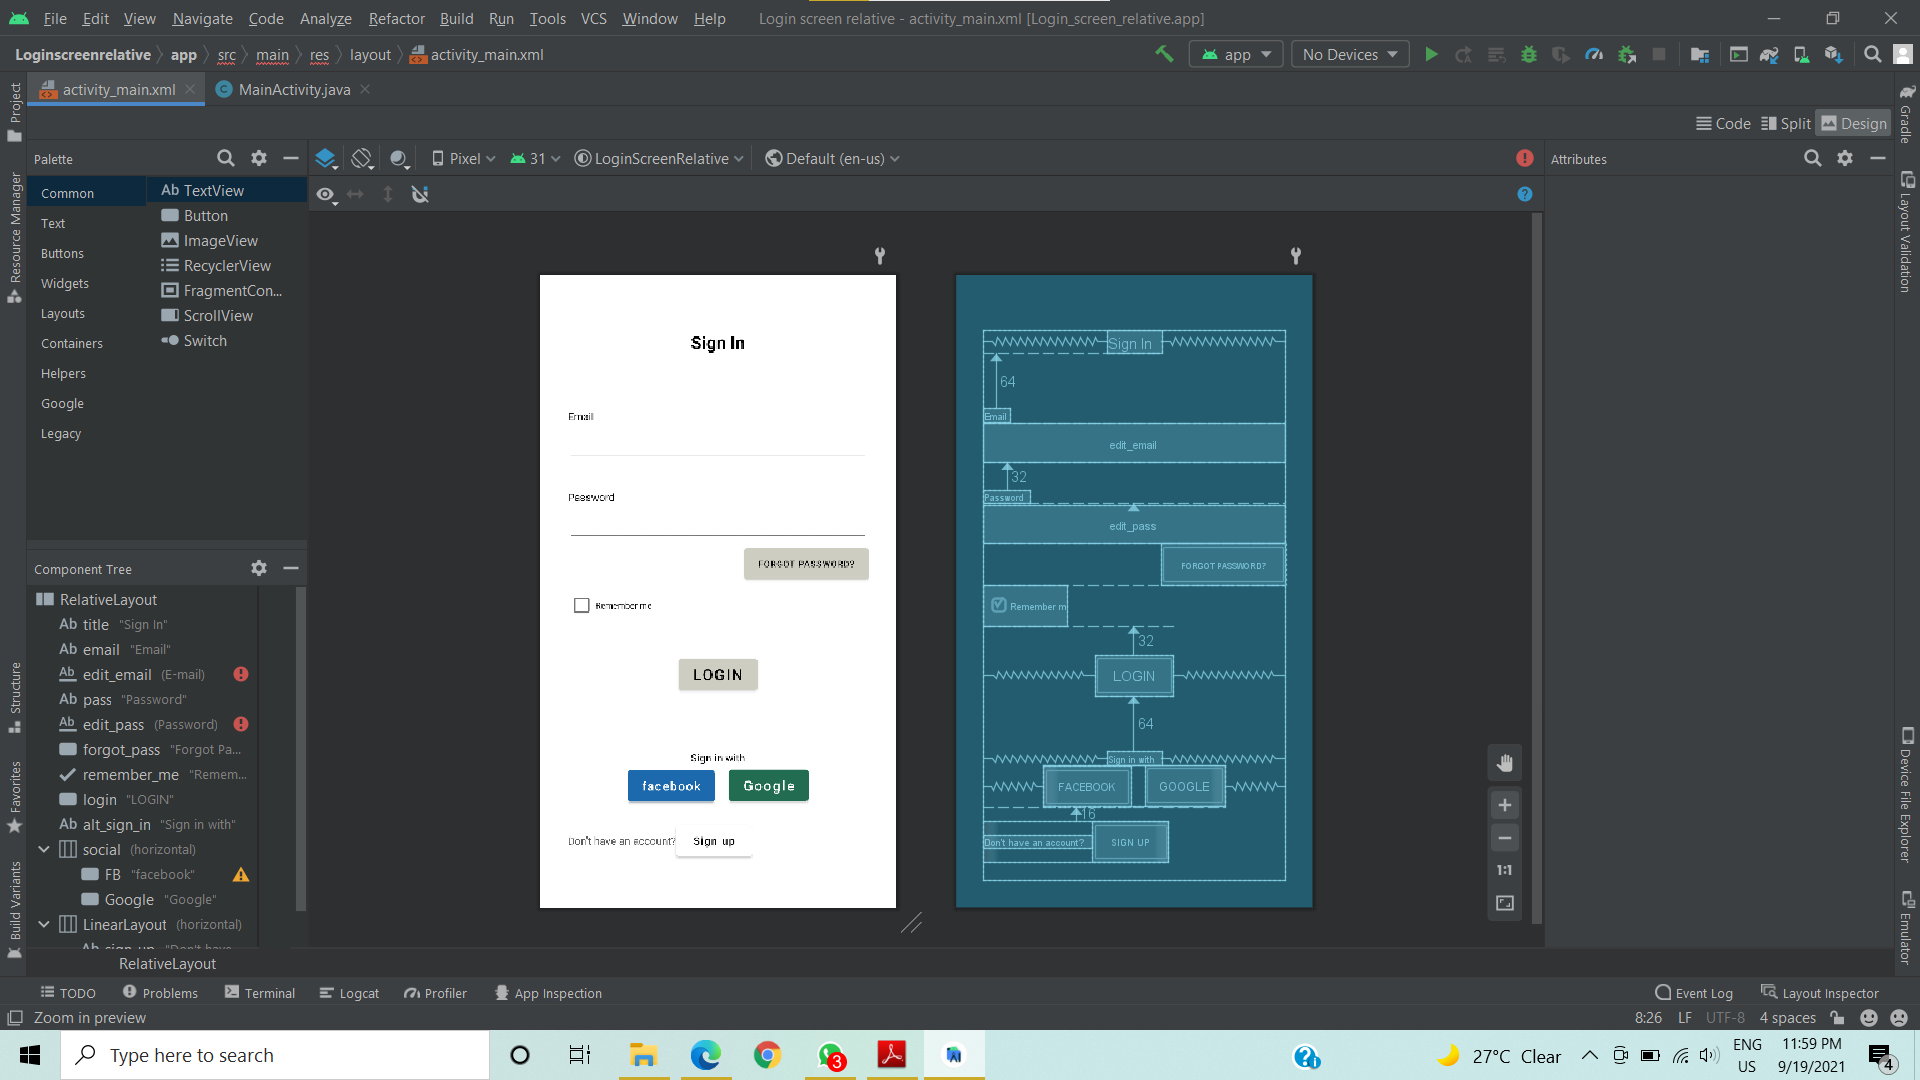 File Edit View Navigate Code Analyze Refactor Build Run Tools VCS Window Help Login screen relative - activity_main.xml [Login_screen_relative.app]
Loginscreenrelative app src main res layout activity_main.xml app No Devices
activity_main.xml MainActivity.java
Code Split Design
Palette Pixel 31 LoginScreenRelative Default (en-us) Attributes
Common
Text
Buttons
Widgets
Layouts
Containers
Helpers
Google
Legacy
Ab TextView
Button
ImageView
RecyclerView
FragmentCon...
ScrollView
Switch
Sign In
Email
Password
FORGOT PASSWORD?
Remember me
LOGIN
Sign in with
facebook Google
Don't have an account? Sign up
Sign In
64
Email
edit_email
32
Password
edit_pass
FORGOT PASSWORD?
Remember m
32
LOGIN
64
Sign in with
FACEBOOK GOOGLE
16
Don't have an account? SIGN UP
1:1
Component Tree
RelativeLayout
Ab title "Sign In"
Ab email "Email"
Ab edit_email (E-mail)
Ab pass "Password"
Ab edit_pass (Password)
forgot_pass "Forgot Pa...
remember_me "Remem...
login "LOGIN"
Ab alt_sign_in "Sign in with"
social (horizontal)
FB "facebook"
Google "Google"
LinearLayout (horizontal)
Ab sign_up "Don't have
RelativeLayout
Project
Resource Manager
Structure
Favorites
Build Variants
Gradle
Layout Validation
Device File Explorer
Emulator
TODO Problems Terminal Logcat Profiler App Inspection Event Log Layout Inspector
Zoom in preview 8:26 LF UTF-8 4 spaces
Type here to search 3 27°C Clear ENG US 11:59 PM 9/19/2021 4